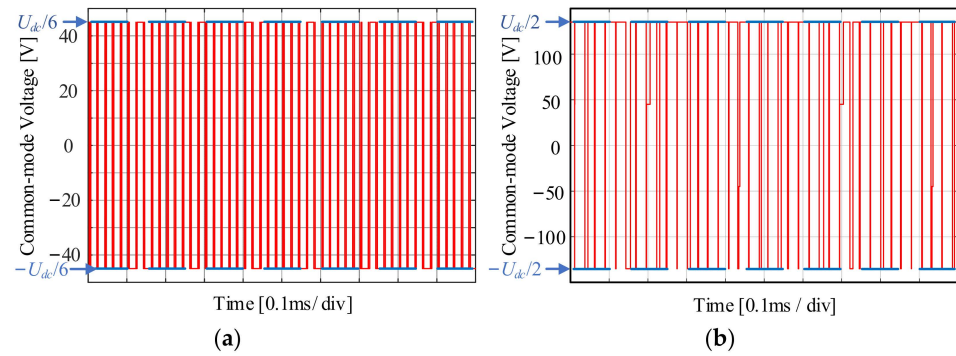 U_dc/6
40
20
0
−20
−40
−U_dc/6
Common-mode Voltage [V]
Time [0.1ms/ div]
(a)
U_dc/2
100
50
0
−50
−100
−U_dc/2
Common-mode Voltage [V]
Time [0.1ms / div]
(b)